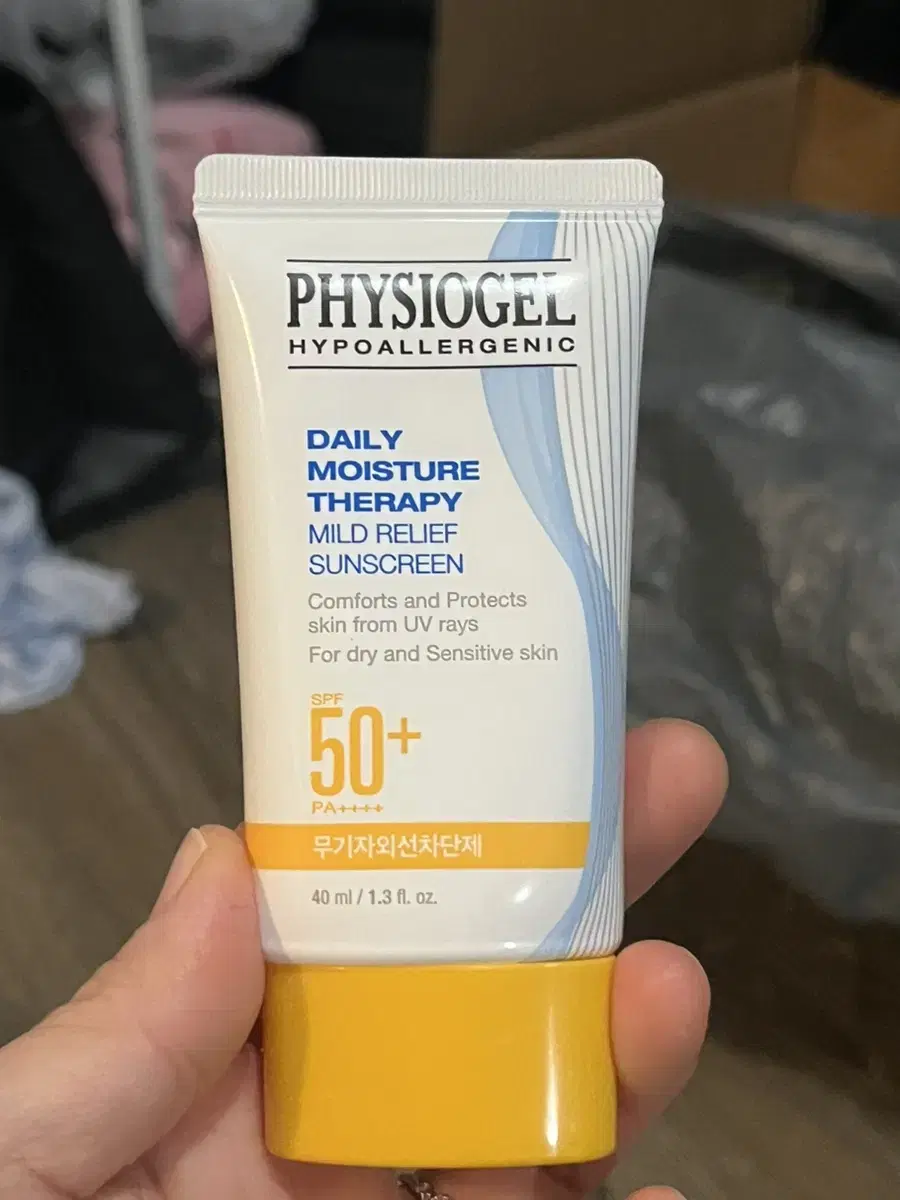 PHYSIOGEL
HYPOALLERGENIC
DAILY
MOISTURE
THERAPY
MILD RELIEF
SUNSCREEN
Comforts and Protects
skin from UV rays
For dry and Sensitive skin
SPF
50+
PA++++
무기자외선차단제
40 ml / 1.3 fl. oz.